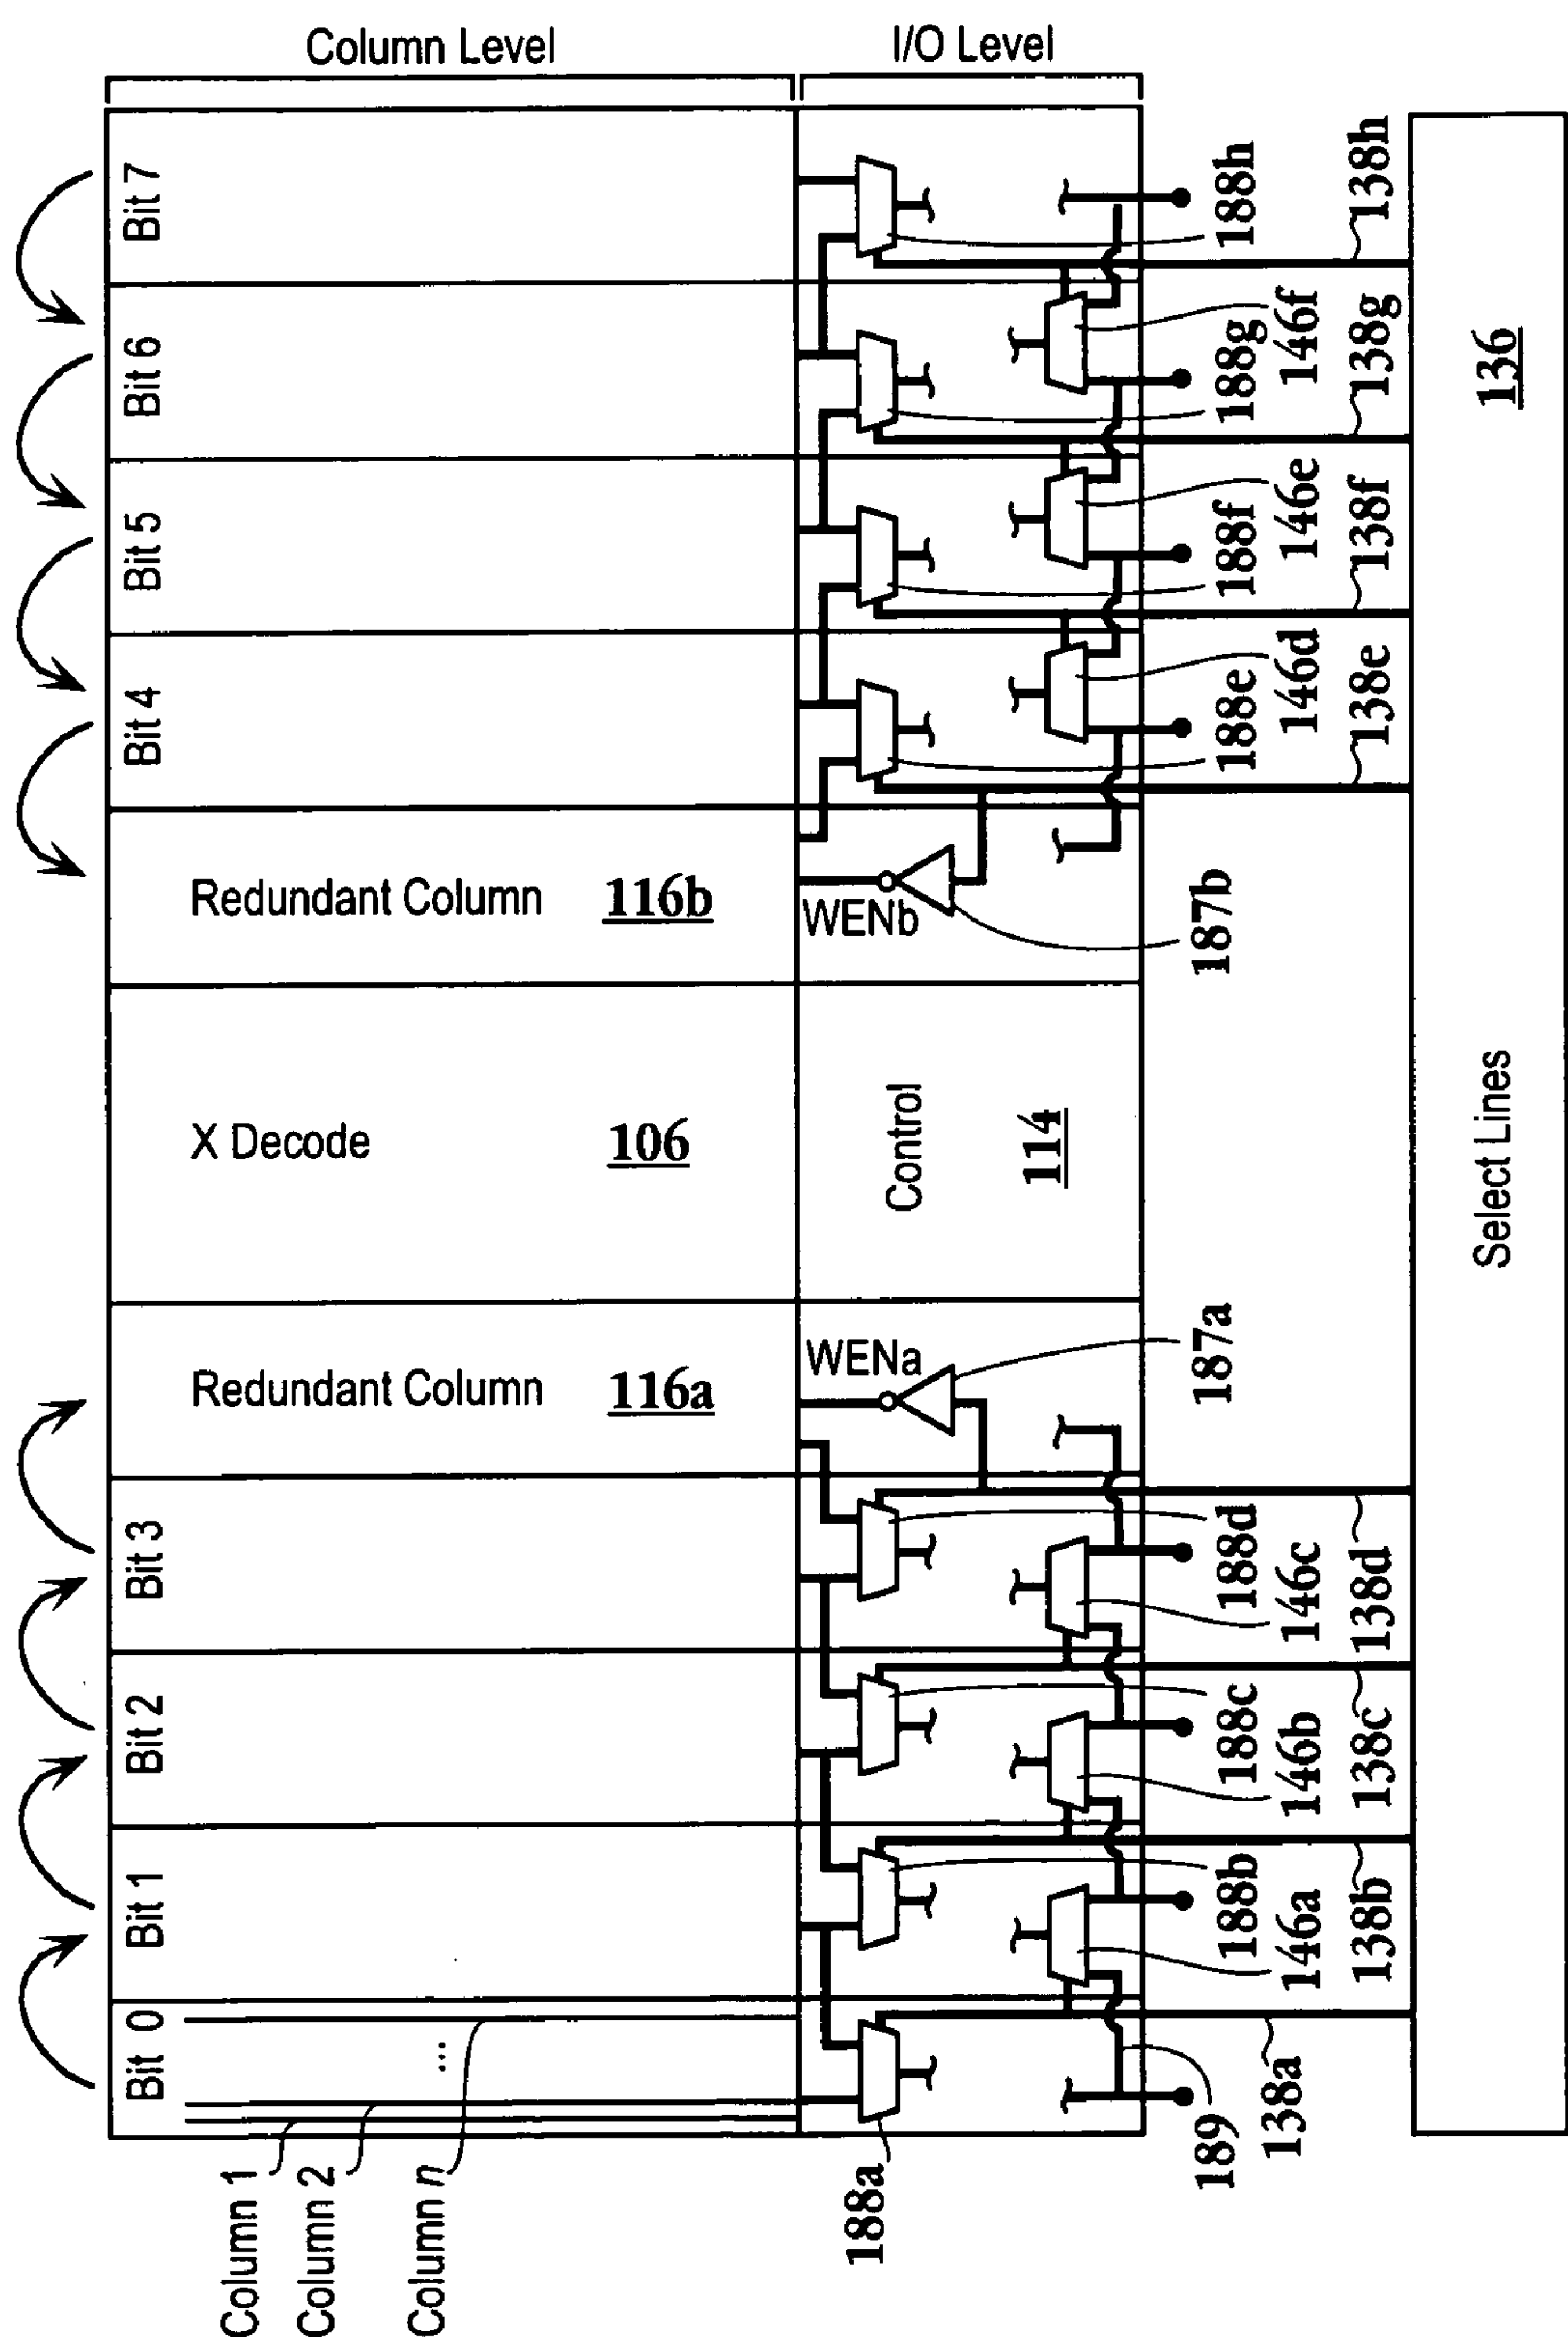 Column Level
I/O Level
Bit 7
Bit 6
Bit 5
Bit 4
Redundant Column 116b
WENb
X Decode 106
Control 114
Redundant Column 116a
WENa
Bit 3
Bit 2
Bit 1
Bit 0
...
Column 1
Column 2
Column n
188a
189
138a
188b
146a
138b
188c
146b
138c
188d
146c
138d
187a
187b
188e
146d
138e
188f
146e
138f
188g
146f
138g
188h
138h
Select Lines
136